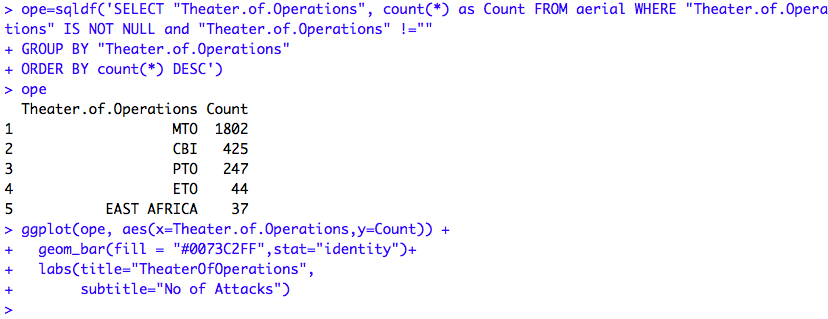 > ope=sqldf('SELECT "Theater.of.Operations", count(*) as Count FROM aerial WHERE "Theater.of.Opera
tions" IS NOT NULL and "Theater.of.Operations" !=""
+ GROUP BY "Theater.of.Operations"
+ ORDER BY count(*) DESC')
> ope
  Theater.of.Operations Count
1                   MTO  1802
2                   CBI   425
3                   PTO   247
4                   ETO    44
5           EAST AFRICA    37
> ggplot(ope, aes(x=Theater.of.Operations,y=Count)) +
+   geom_bar(fill = "#0073C2FF",stat="identity")+
+   labs(title="TheaterOfOperations",
+        subtitle="No of Attacks")
>